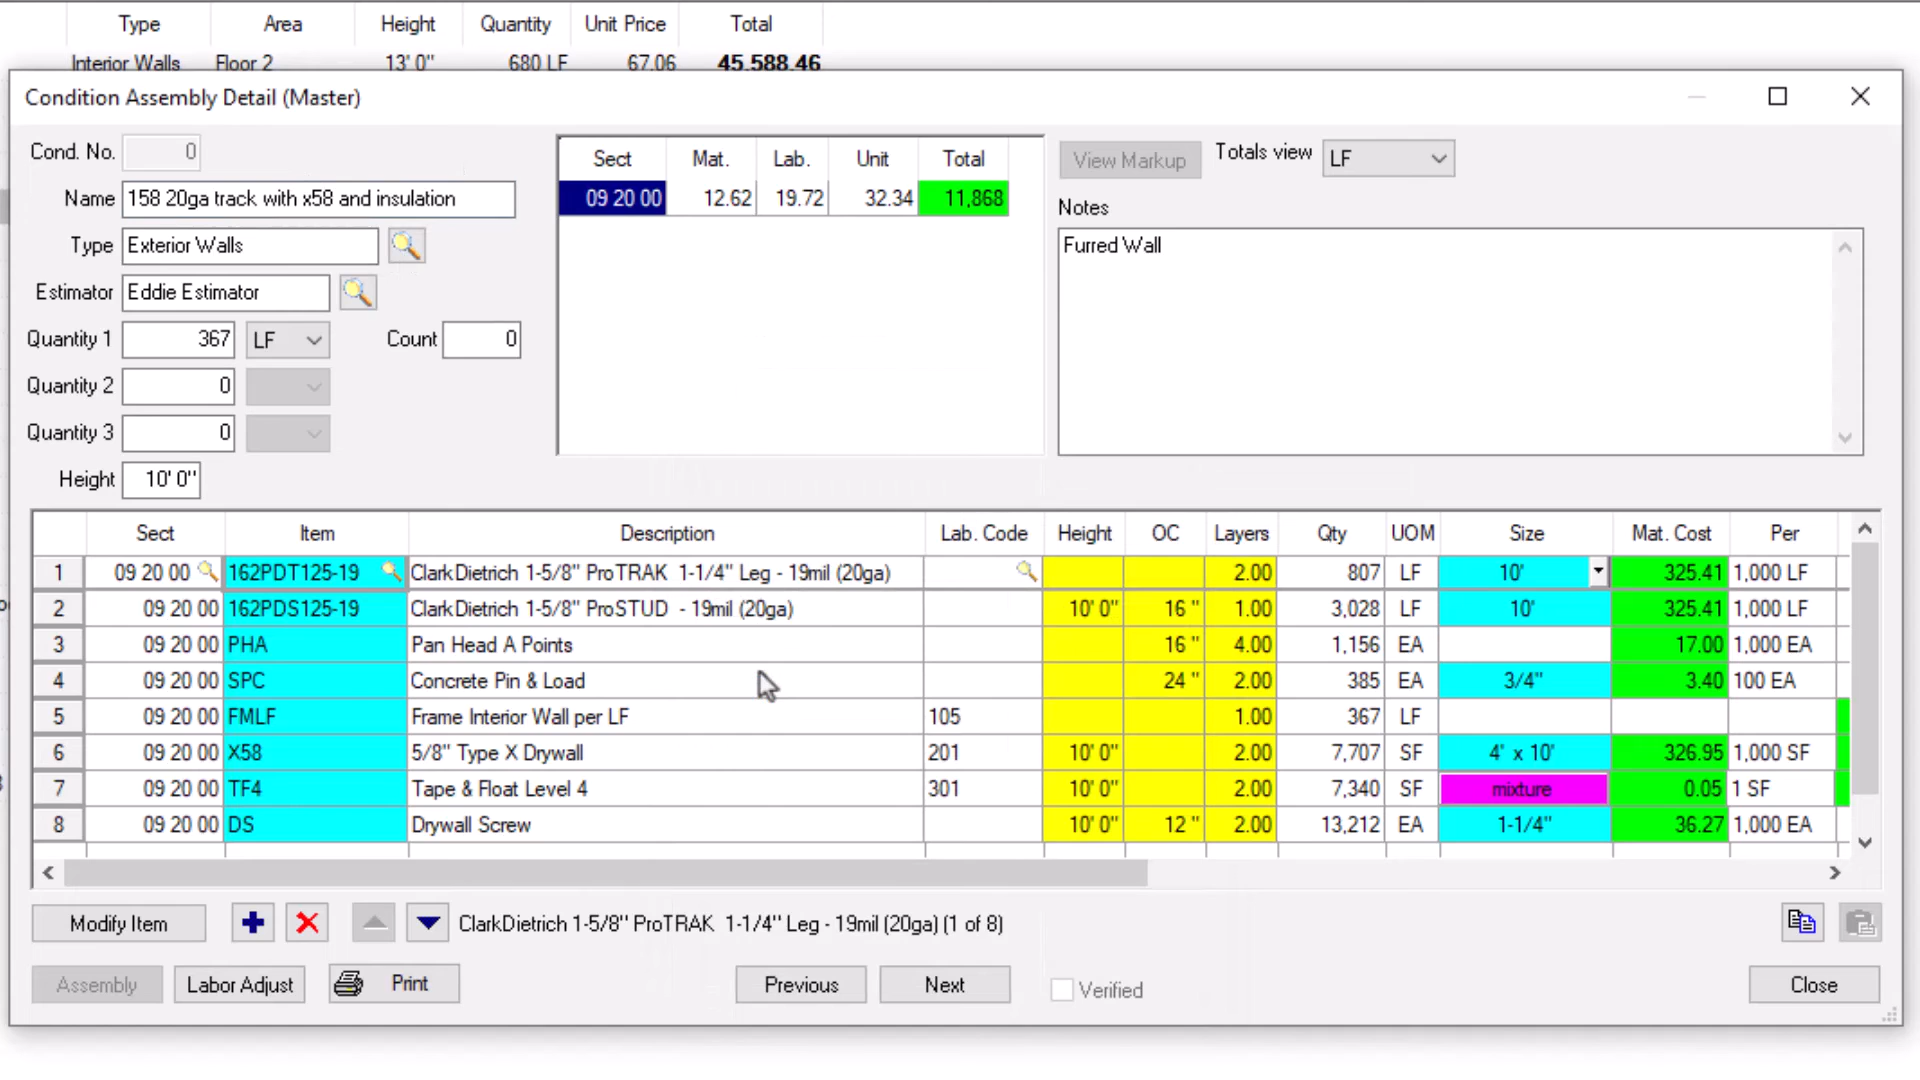 Type Area Height Quantity Unit Price Total
Interior Walls Floor 2 13' 0" 680 LF 67.06 45,588.46
Condition Assembly Detail (Master)
Cond. No. 0
Name 158 20ga track with x58 and insulation
Type Exterior Walls
Estimator Eddie Estimator
Quantity 1 367 LF Count 0
Quantity 2 0
Quantity 3 0
Height 10' 0"
Sect Mat. Lab. Unit Total
09 20 00 12.62 19.72 32.34 11,868
View Markup Totals view LF
Notes
Furred Wall
Sect Item Description Lab. Code Height OC Layers Qty UOM Size Mat. Cost Per
1 09 20 00 162PDT125-19 ClarkDietrich 1-5/8" ProTRAK 1-1/4" Leg - 19mil (20ga) 2.00 807 LF 10' 325.41 1,000 LF
2 09 20 00 162PDS125-19 ClarkDietrich 1-5/8" ProSTUD - 19mil (20ga) 10' 0" 16 " 1.00 3,028 LF 10' 325.41 1,000 LF
3 09 20 00 PHA Pan Head A Points 16 " 4.00 1,156 EA 17.00 1,000 EA
4 09 20 00 SPC Concrete Pin & Load 24 " 2.00 385 EA 3/4" 3.40 100 EA
5 09 20 00 FMLF Frame Interior Wall per LF 105 1.00 367 LF
6 09 20 00 X58 5/8" Type X Drywall 201 10' 0" 2.00 7,707 SF 4' x 10' 326.95 1,000 SF
7 09 20 00 TF4 Tape & Float Level 4 301 10' 0" 2.00 7,340 SF mixture 0.05 1 SF
8 09 20 00 DS Drywall Screw 10' 0" 12 " 2.00 13,212 EA 1-1/4" 36.27 1,000 EA
Modify Item ClarkDietrich 1-5/8" ProTRAK 1-1/4" Leg - 19mil (20ga) (1 of 8)
Assembly Labor Adjust Print Previous Next Verified Close